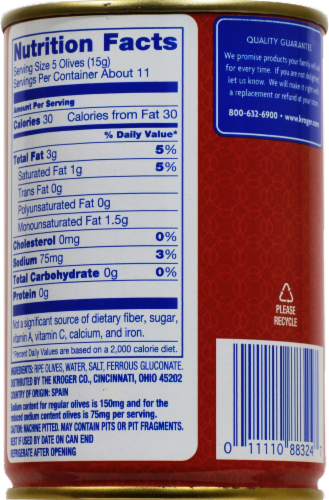 Nutrition Facts
Serving Size 5 Olives (15g)
Servings Per Container About 11
Amount Per Serving
Calories 30 Calories from Fat 30
% Daily Value*
Total Fat 3g 5%
Saturated Fat 1g 5%
Trans Fat 0g
Polyunsaturated Fat 0g
Monounsaturated Fat 1.5g
Cholesterol 0mg 0%
Sodium 75mg 3%
Total Carbohydrate 0g 0%
Protein 0g
Not a significant source of dietary fiber, sugar,
vitamin A, vitamin C, calcium, and iron.
*Percent Daily Values are based on a 2,000 calorie diet.
INGREDIENTS: RIPE OLIVES, WATER, SALT, FERROUS GLUCONATE.
DISTRIBUTED BY THE KROGER CO., CINCINNATI, OHIO 45202
COUNTRY OF ORIGIN: SPAIN
Sodium content for regular olives is 150mg and for the
reduced sodium content olives is 75mg per serving.
CAUTION: MACHINE PITTED. MAY CONTAIN PITS OR PIT FRAGMENTS.
BEST IF USED BY DATE ON CAN END
REFRIGERATE AFTER OPENING
QUALITY GUARANTEE
We promise products your family will
for every time. If you are not delighted,
let us know. We will make it right with
a replacement or refund at your store.
800-632-6900 • www.kroger.com
PLEASE
RECYCLE
0 11110 88324